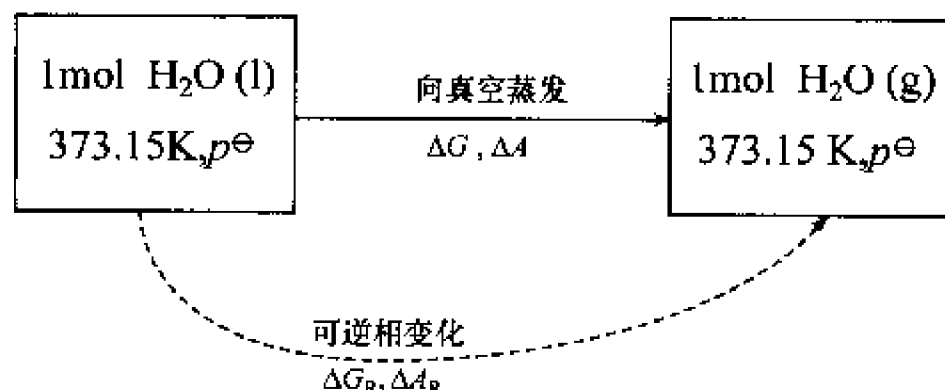 1mol H₂O (l)
373.15K,p⊖
向真空蒸发
ΔG , ΔA
1mol H₂O (g)
373.15 K,p⊖
可逆相变化
ΔG_R, ΔA_R